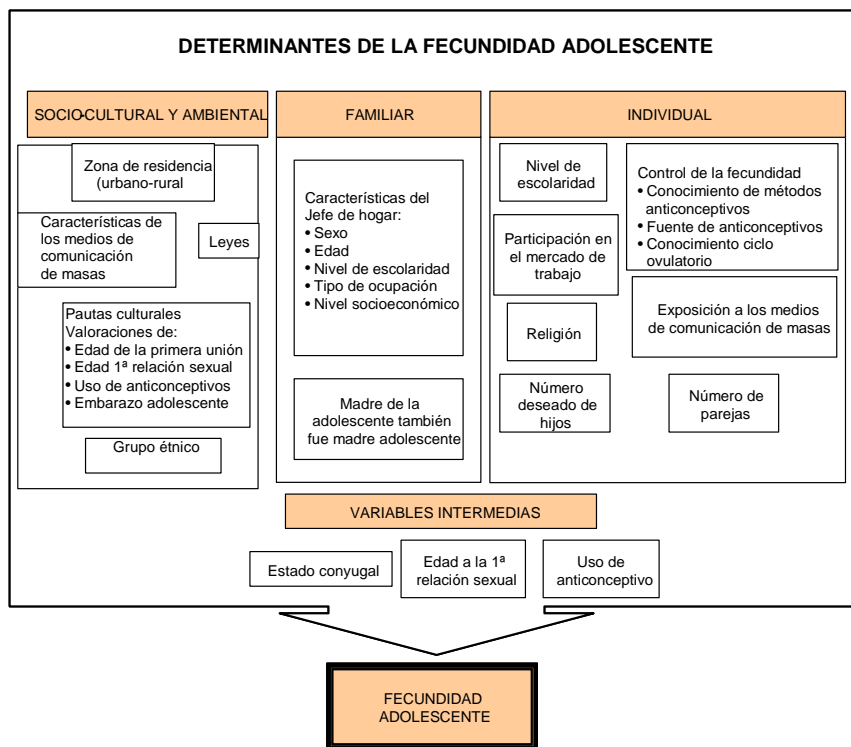 DETERMINANTES DE LA FECUNDIDAD ADOLESCENTE
SOCIO-CULTURAL Y AMBIENTAL
Zona de residencia
(urbano-rural
Características de
los medios de
comunicación
de masas
Leyes
Pautas culturales
Valoraciones de:
• Edad de la primera unión
• Edad 1ª relación sexual
• Uso de anticonceptivos
• Embarazo adolescente
Grupo étnico
FAMILIAR
Características del
Jefe de hogar:
• Sexo
• Edad
• Nivel de escolaridad
• Tipo de ocupación
• Nivel socioeconómico
Madre de la
adolescente también
fue madre adolescente
INDIVIDUAL
Nivel de
escolaridad
Participación en
el mercado de
trabajo
Religión
Número
deseado de
hijos
Control de la fecundidad
• Conocimiento de métodos
anticonceptivos
• Fuente de anticonceptivos
• Conocimiento ciclo
ovulatorio
Exposición a los medios
de comunicación de masas
Número de
parejas
VARIABLES INTERMEDIAS
Estado conyugal
Edad a la 1ª
relación sexual
Uso de
anticonceptivo
FECUNDIDAD
ADOLESCENTE